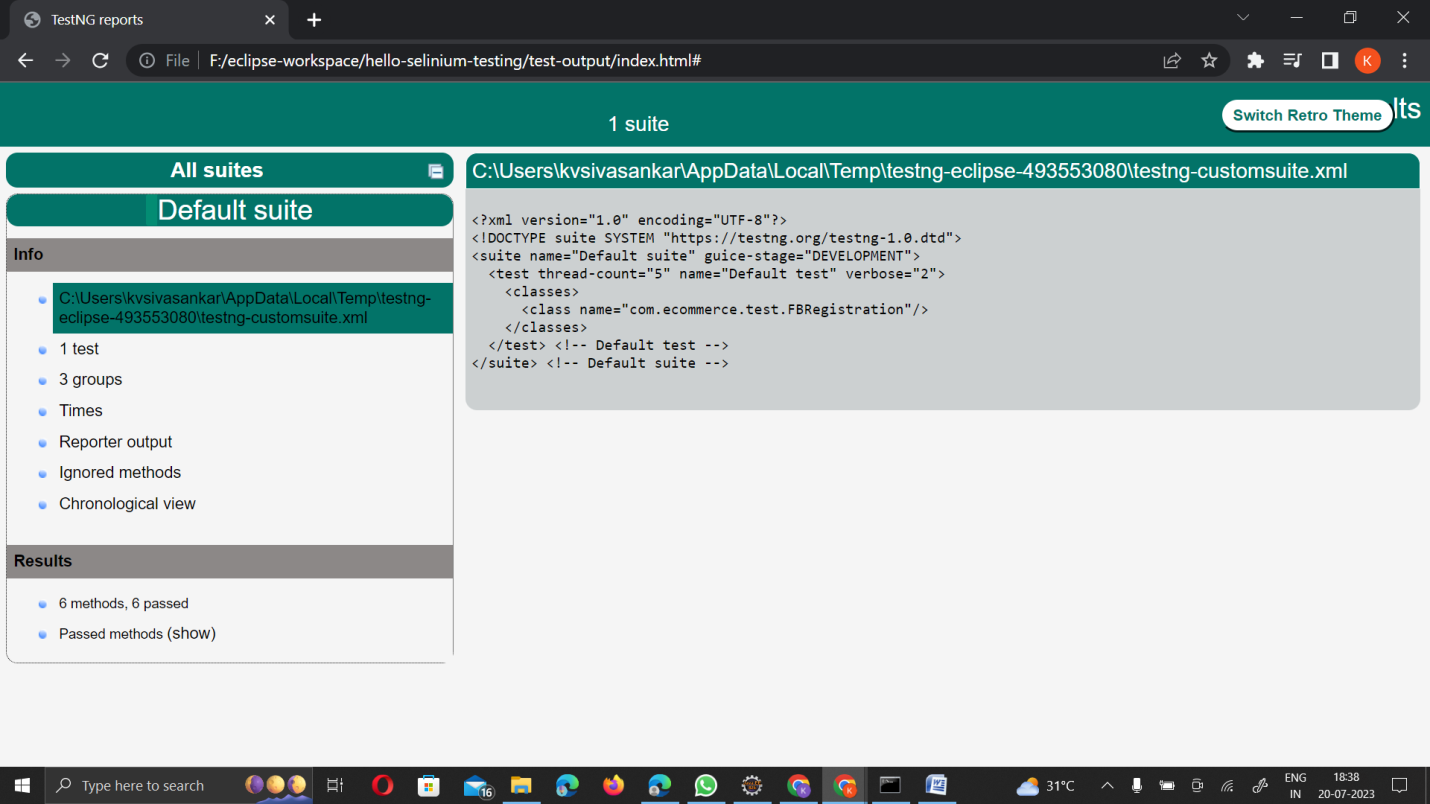 TestNG reports
File
F:/eclipse-workspace/hello-selinium-testing/test-output/index.html#
K
1 suite
Switch Retro Theme
lts
All suites
Default suite
Info
C:\Users\kvsivasankar\AppData\Local\Temp\testng-
eclipse-493553080\testng-customsuite.xml
1 test
3 groups
Times
Reporter output
Ignored methods
Chronological view
Results
6 methods, 6 passed
Passed methods (show)
C:\Users\kvsivasankar\AppData\Local\Temp\testng-eclipse-493553080\testng-customsuite.xml
<?xml version="1.0" encoding="UTF-8"?>
<!DOCTYPE suite SYSTEM "https://testng.org/testng-1.0.dtd">
<suite name="Default suite" guice-stage="DEVELOPMENT">
<test thread-count="5" name="Default test" verbose="2">
<classes>
<class name="com.ecommerce.test.FBRegistration"/>
</classes>
</test> <!-- Default test -->
</suite> <!-- Default suite -->
Type here to search
16
31°C
ENG
IN
18:38
20-07-2023